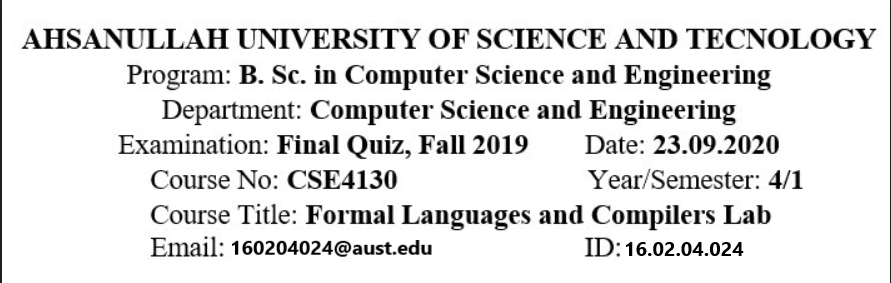 AHSANULLAH UNIVERSITY OF SCIENCE AND TECNOLOGY
Program: B. Sc. in Computer Science and Engineering
Department: Computer Science and Engineering
Examination: Final Quiz, Fall 2019 Date: 23.09.2020
Course No: CSE4130 Year/Semester: 4/1
Course Title: Formal Languages and Compilers Lab
Email: 160204024@aust.edu ID: 16.02.04.024